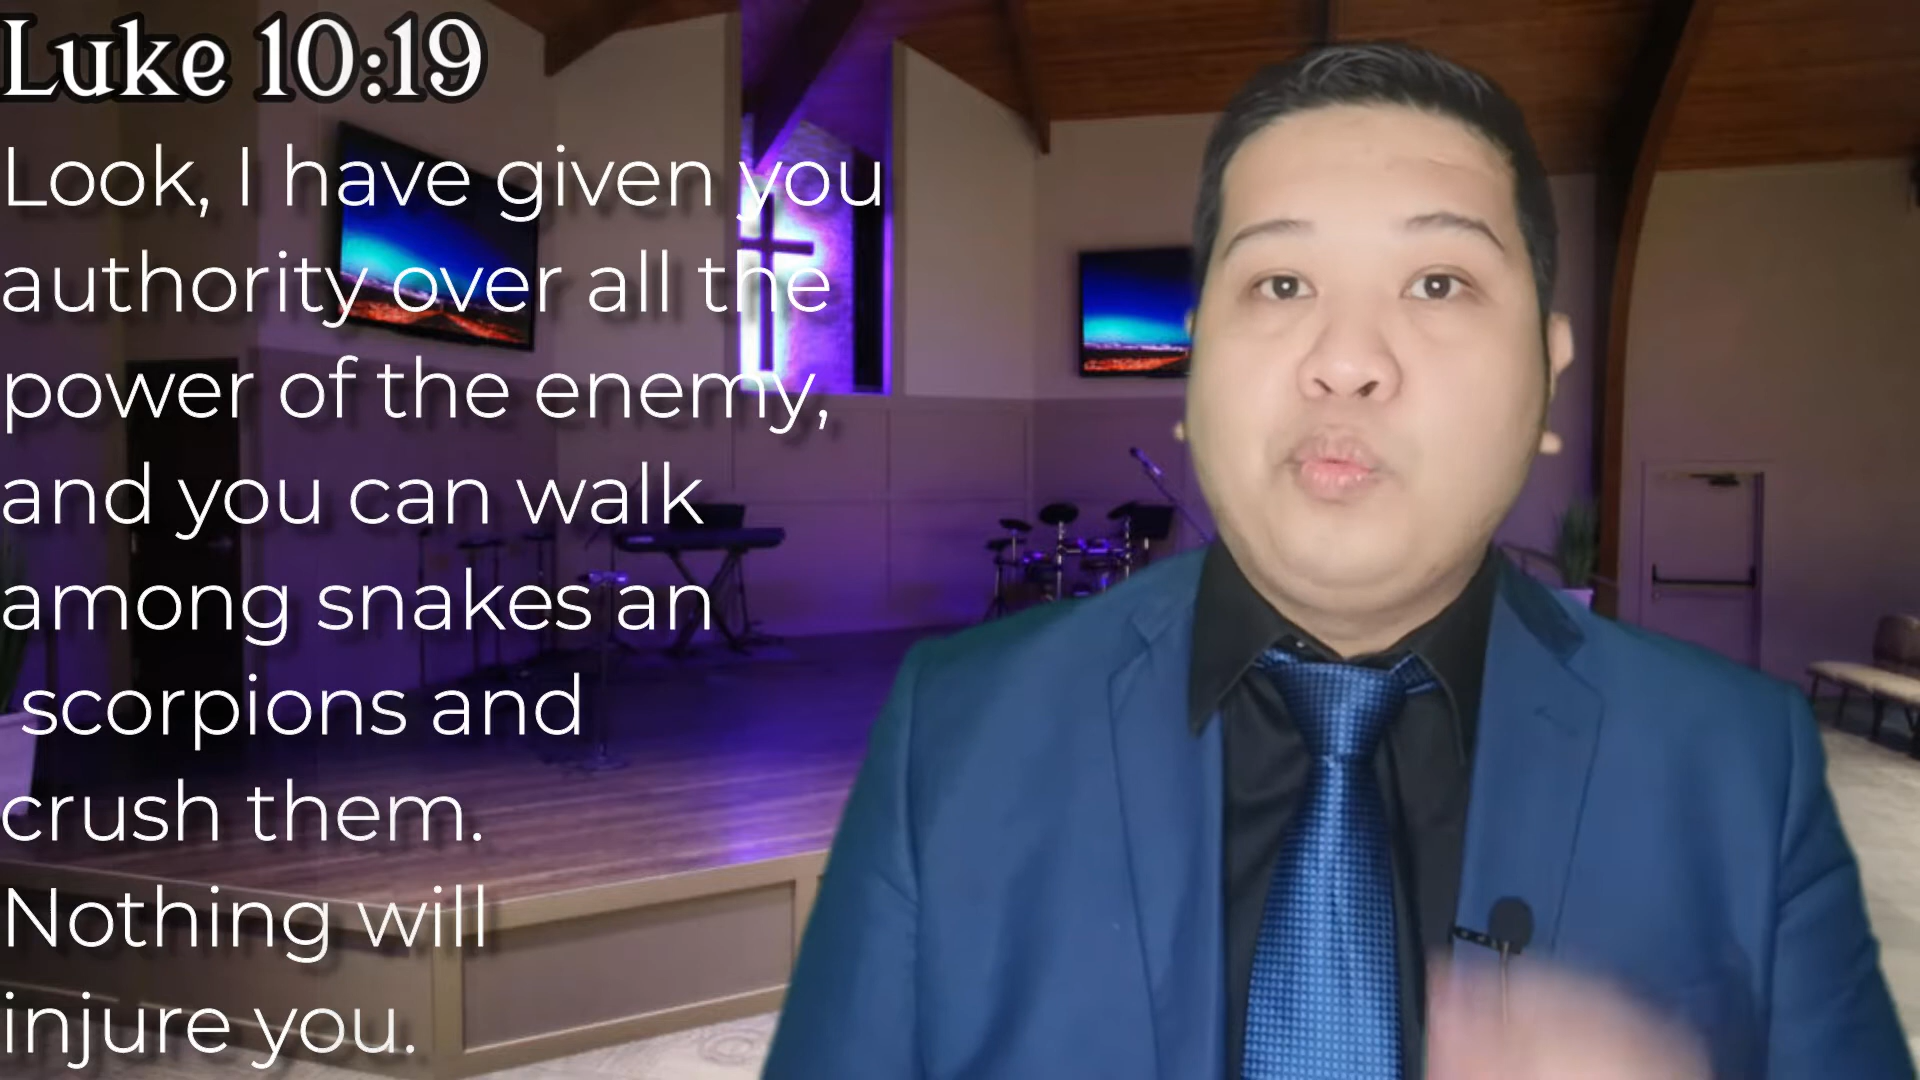 Luke 10:19
Look, I have given you
authority over all the
power of the enemy,
and you can walk
among snakes an
scorpions and
crush them.
Nothing will
injure you.